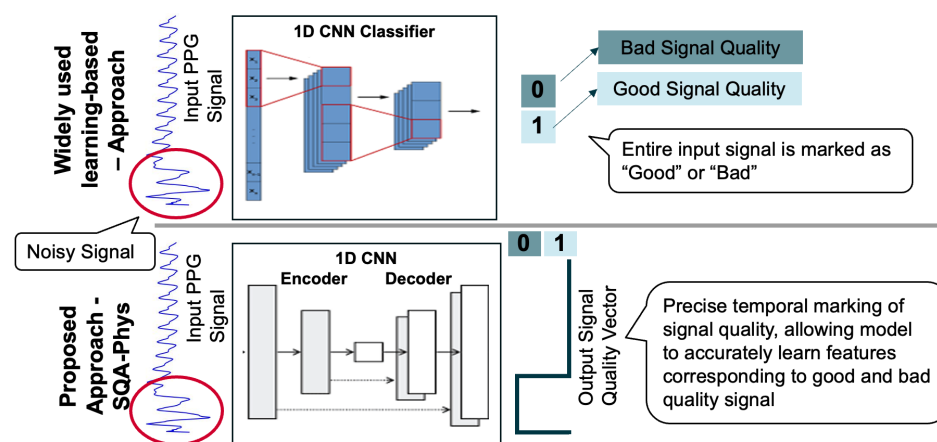 Widely used
learning-based
– Approach
Input PPG
Signal
1D CNN Classifier
0
1
Bad Signal Quality
Good Signal Quality
Entire input signal is marked as
“Good” or “Bad”
Noisy Signal
Proposed
Approach -
SQA-Phys
Input PPG
Signal
1D CNN
Encoder
Decoder
0 1
Output Signal
Quality Vector
Precise temporal marking of
signal quality, allowing model
to accurately learn features
corresponding to good and bad
quality signal